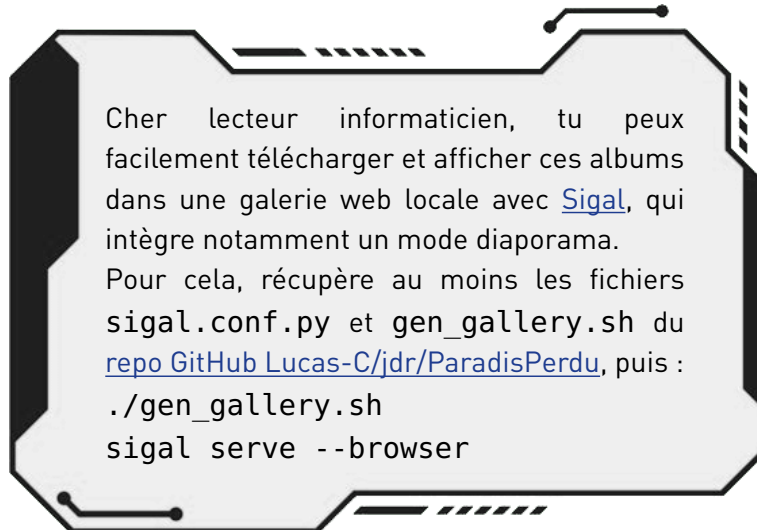 Cher lecteur informaticien, tu peux
facilement télécharger et afficher ces albums
dans une galerie web locale avec Sigal, qui
intègre notamment un mode diaporama.
Pour cela, récupère au moins les fichiers
sigal.conf.py et gen_gallery.sh du
repo GitHub Lucas-C/jdr/ParadisPerdu, puis :
./gen_gallery.sh
sigal serve --browser